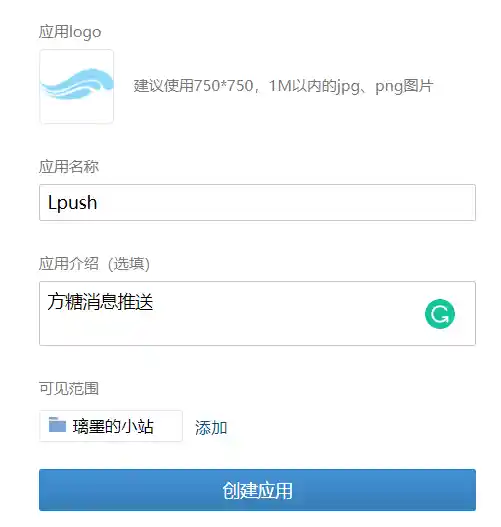 应用logo
建议使用750*750，1M以内的jpg、png图片
应用名称
Lpush
应用介绍（选填）
方糖消息推送
可见范围
璃墨的小站 添加
创建应用